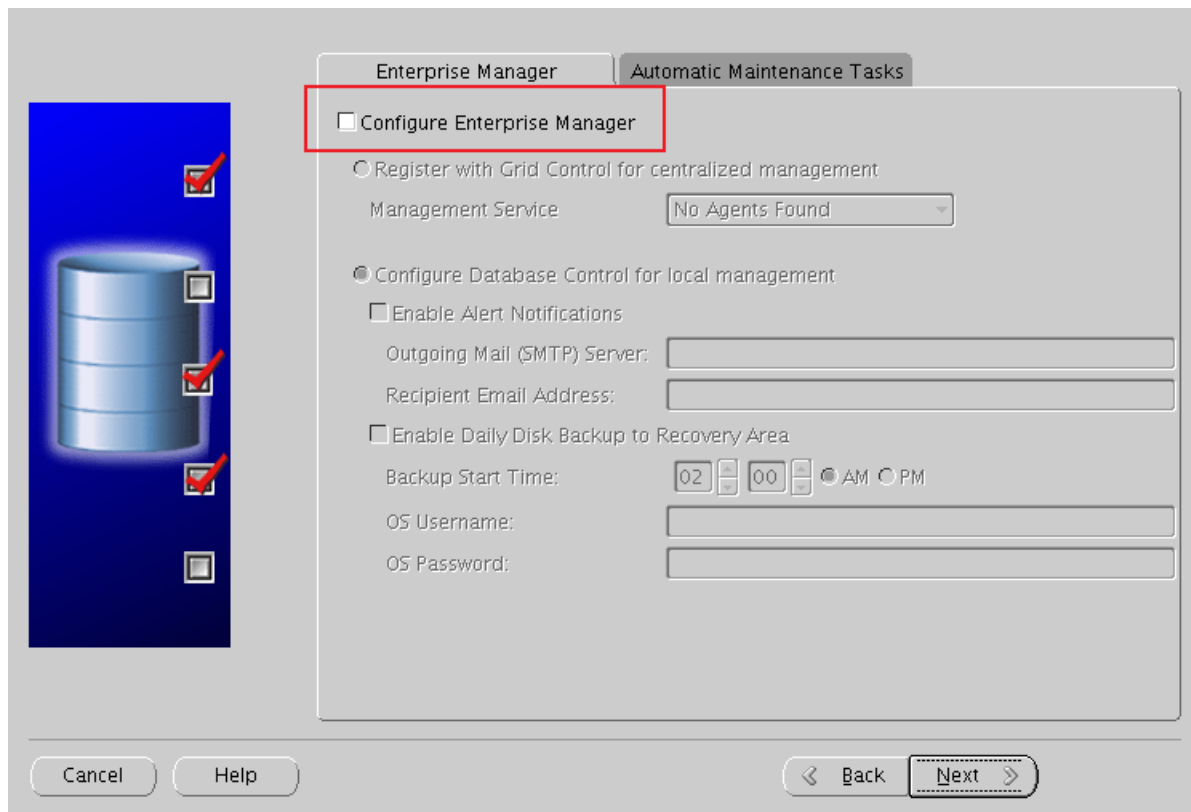 Enterprise Manager
Automatic Maintenance Tasks
Configure Enterprise Manager
Register with Grid Control for centralized management
Management Service No Agents Found
Configure Database Control for local management
Enable Alert Notifications
Outgoing Mail (SMTP) Server:
Recipient Email Address:
Enable Daily Disk Backup to Recovery Area
Backup Start Time: 02 00 AM PM
OS Username:
OS Password:
Cancel Help Back Next